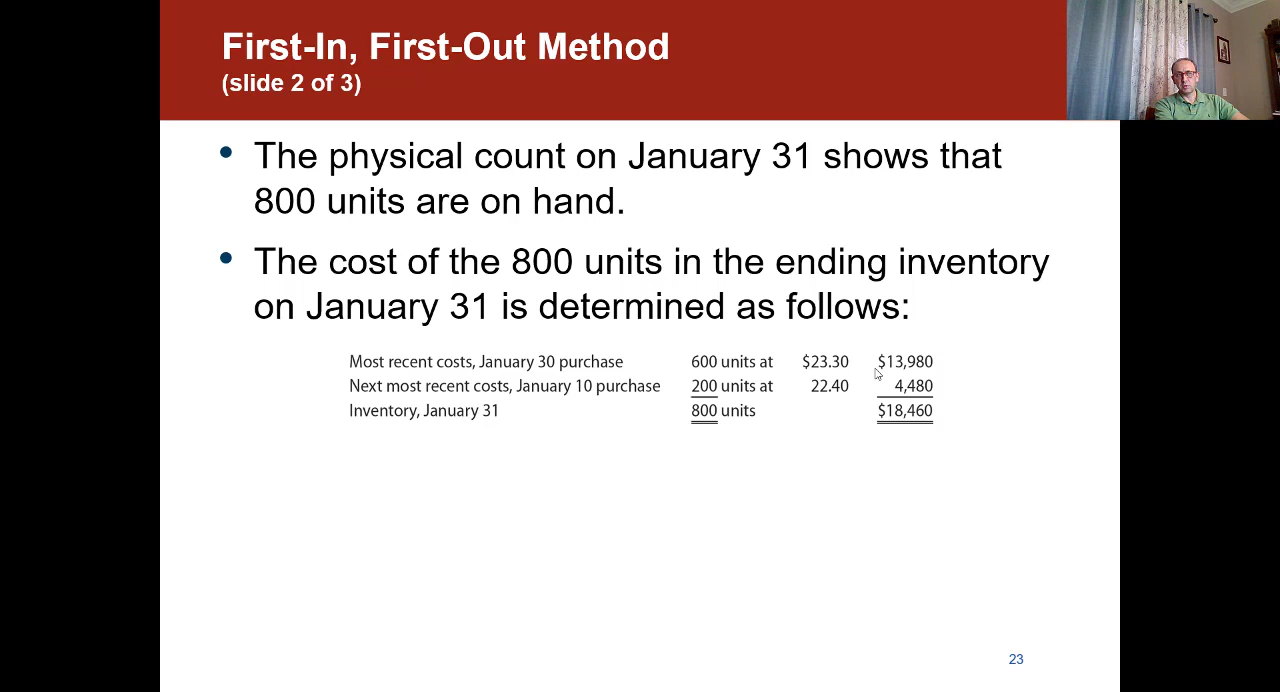 First-In, First-Out Method
(slide 2 of 3)
• The physical count on January 31 shows that
800 units are on hand.
• The cost of the 800 units in the ending inventory
on January 31 is determined as follows:
Most recent costs, January 30 purchase 600 units at $23.30 $13,980
Next most recent costs, January 10 purchase 200 units at 22.40 4,480
Inventory, January 31 800 units $18,460
23